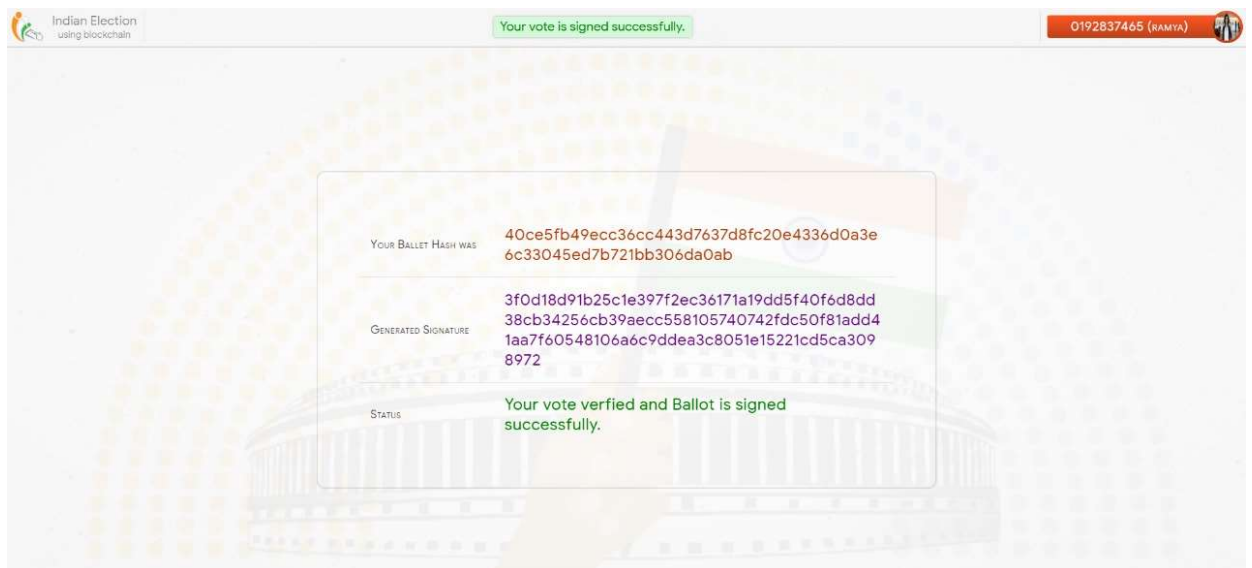 Indian Election
using blockchain
Your vote is signed successfully.
0192837465 (RAMYA)
YOUR BALLET HASH WAS
40ce5fb49ecc36cc443d7637d8fc20e4336d0a3e
6c33045ed7b721bb306da0ab
GENERATED SIGNATURE
3f0d18d91b25c1e397f2ec36171a19dd5f40f6d8dd
38cb34256cb39aecc558105740742fdc50f81add4
1aa7f60548106a6c9ddea3c8051e15221cd5ca309
8972
STATUS
Your vote verfied and Ballot is signed
successfully.